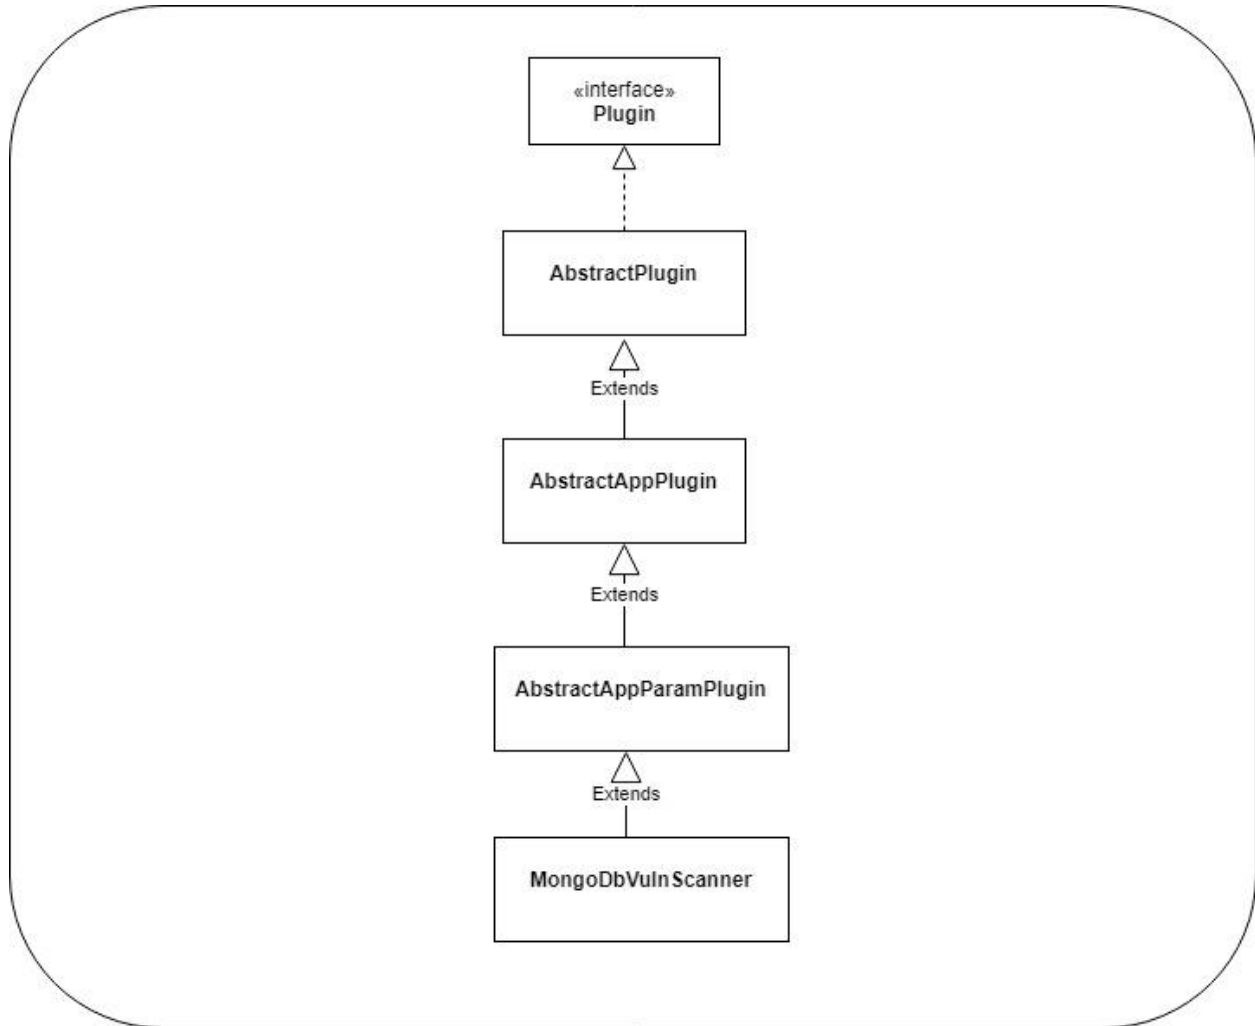 «interface»
Plugin
AbstractPlugin
Extends
AbstractAppPlugin
Extends
AbstractAppParamPlugin
Extends
MongoDbVulnScanner